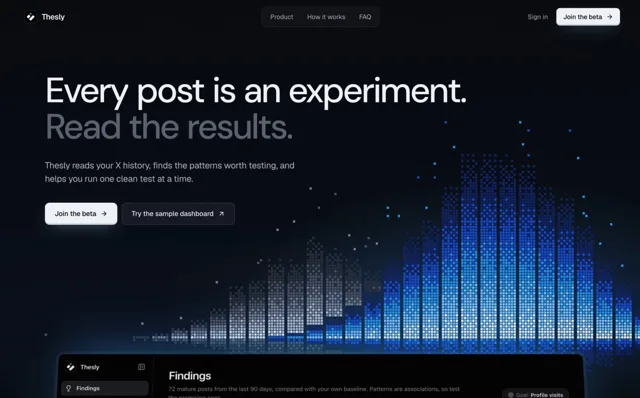 Thesly
Product How it works FAQ
Sign in
Join the beta
Every post is an experiment.
Read the results.
Thesly reads your X history, finds the patterns worth testing, and
helps you run one clean test at a time.
Join the beta
Try the sample dashboard
Thesly
Findings
Findings
72 mature posts from the last 90 days, compared with your own baseline. Patterns are associations, so test
Goal: Profile visits